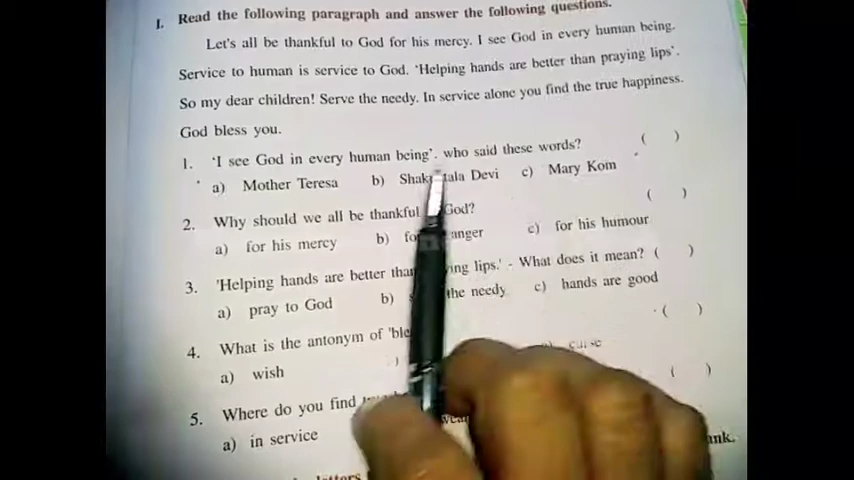 I. Read the following paragraph and answer the following questions.
Let's all be thankful to God for his mercy. I see God in every human being.
Service to human is service to God. 'Helping hands are better than praying lips'.
So my dear children! Serve the needy. In service alone you find the true happiness.
God bless you.
1. 'I see God in every human being'. who said these words? ( )
a) Mother Teresa b) Devi c) Mary Kom
2. Why should we all be thankful God? ( )
a) for his mercy b) anger c) for his humour
3. 'Helping hands are better lips.' - What does it mean? ( )
a) pray to God b) the needy c) hands are good
4. What is the antonym of ( )
a) wish
5. Where do you find ( )
a) in service
letters